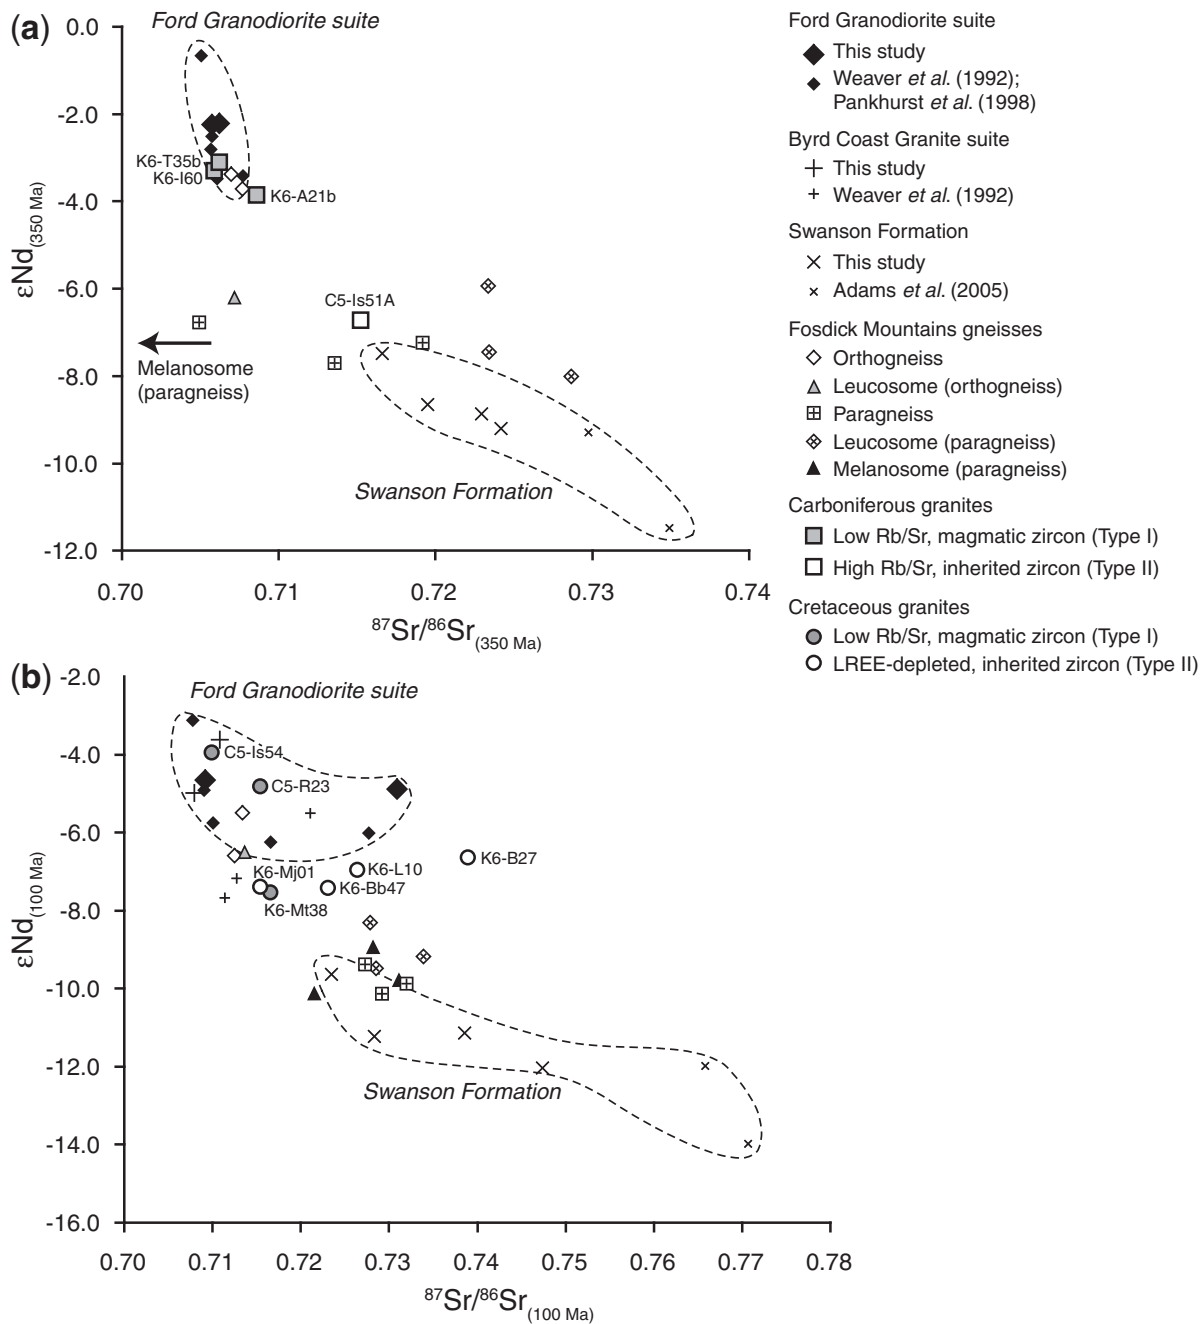 (a)
Ford Granodiorite suite
0.0
-2.0
-4.0
-6.0
-8.0
-10.0
-12.0
εNd(350 Ma)
K6-T35b
K6-I60
K6-A21b
C5-Is51A
Melanosome
(paragneiss)
Swanson Formation
0.70
0.71
0.72
0.73
0.74
87Sr/86Sr(350 Ma)
Ford Granodiorite suite
This study
Weaver et al. (1992);
Pankhurst et al. (1998)
Byrd Coast Granite suite
This study
Weaver et al. (1992)
Swanson Formation
This study
Adams et al. (2005)
Fosdick Mountains gneisses
Orthogneiss
Leucosome (orthogneiss)
Paragneiss
Leucosome (paragneiss)
Melanosome (paragneiss)
Carboniferous granites
Low Rb/Sr, magmatic zircon (Type I)
High Rb/Sr, inherited zircon (Type II)
Cretaceous granites
Low Rb/Sr, magmatic zircon (Type I)
LREE-depleted, inherited zircon (Type II)
(b)
Ford Granodiorite suite
-2.0
-4.0
-6.0
-8.0
-10.0
-12.0
-14.0
-16.0
εNd(100 Ma)
C5-Is54
C5-R23
K6-Mj01
K6-L10
K6-B27
K6-Bb47
K6-Mt38
Swanson Formation
0.70
0.71
0.72
0.73
0.74
0.75
0.76
0.77
0.78
87Sr/86Sr(100 Ma)